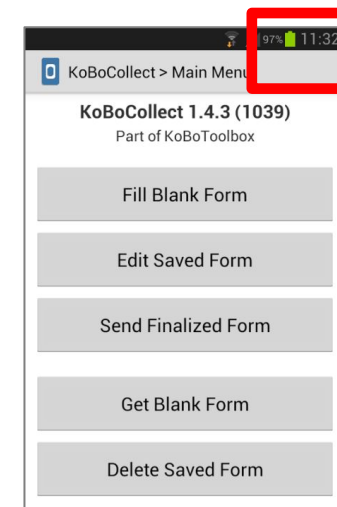 97% 11:32
KoBoCollect > Main Menu
KoBoCollect 1.4.3 (1039)
Part of KoBoToolbox
Fill Blank Form
Edit Saved Form
Send Finalized Form
Get Blank Form
Delete Saved Form